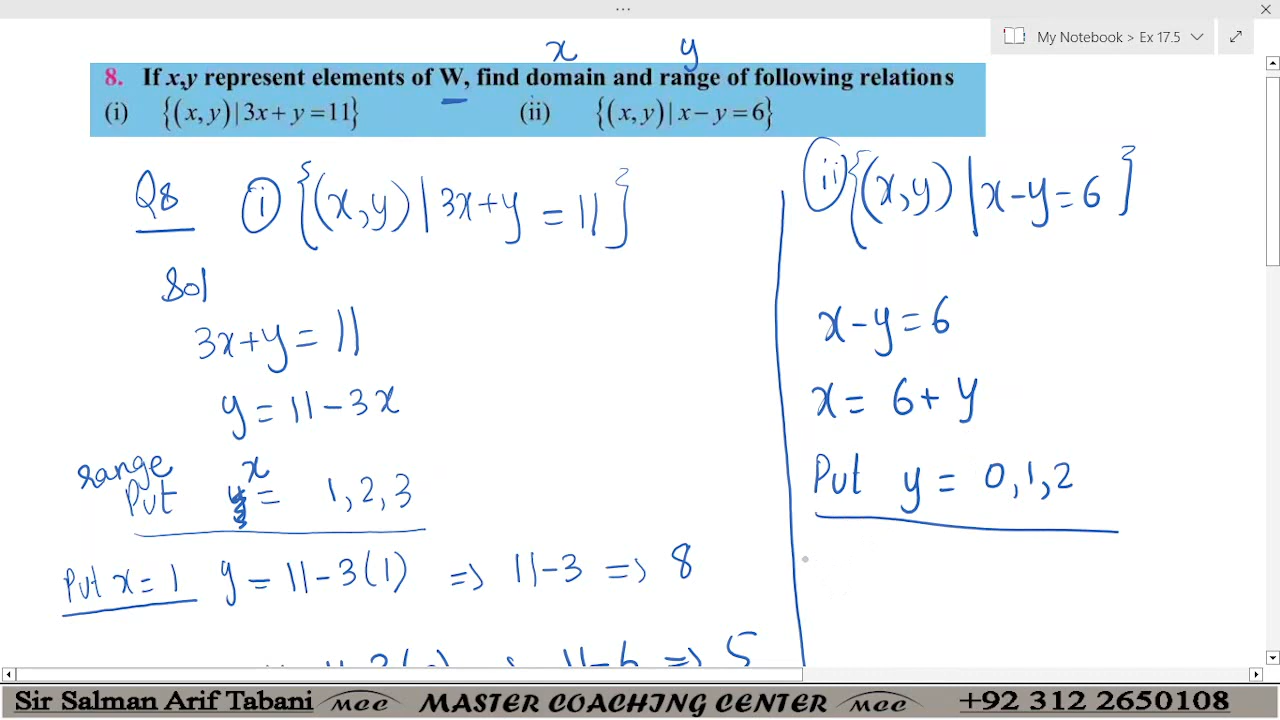 My Notebook > Ex 17.5
x y
8. If x,y represent elements of W, find domain and range of following relations
(i) {(x, y) | 3x + y = 11} (ii) {(x, y) | x − y = 6}
Q8 (i) {(x,y) | 3x+y = 11}
Sol
3x+y = 11
y = 11 - 3x
range
Put x = 1, 2, 3
Put x = 1 y = 11 - 3(1) => 11-3 => 8
11-6 => 5
(ii) {(x,y) | x-y = 6}
x-y = 6
x = 6 + y
Put y = 0, 1, 2
Sir Salman Arif Tabani mcc MASTER COACHING CENTER mcc +92 312 2650108